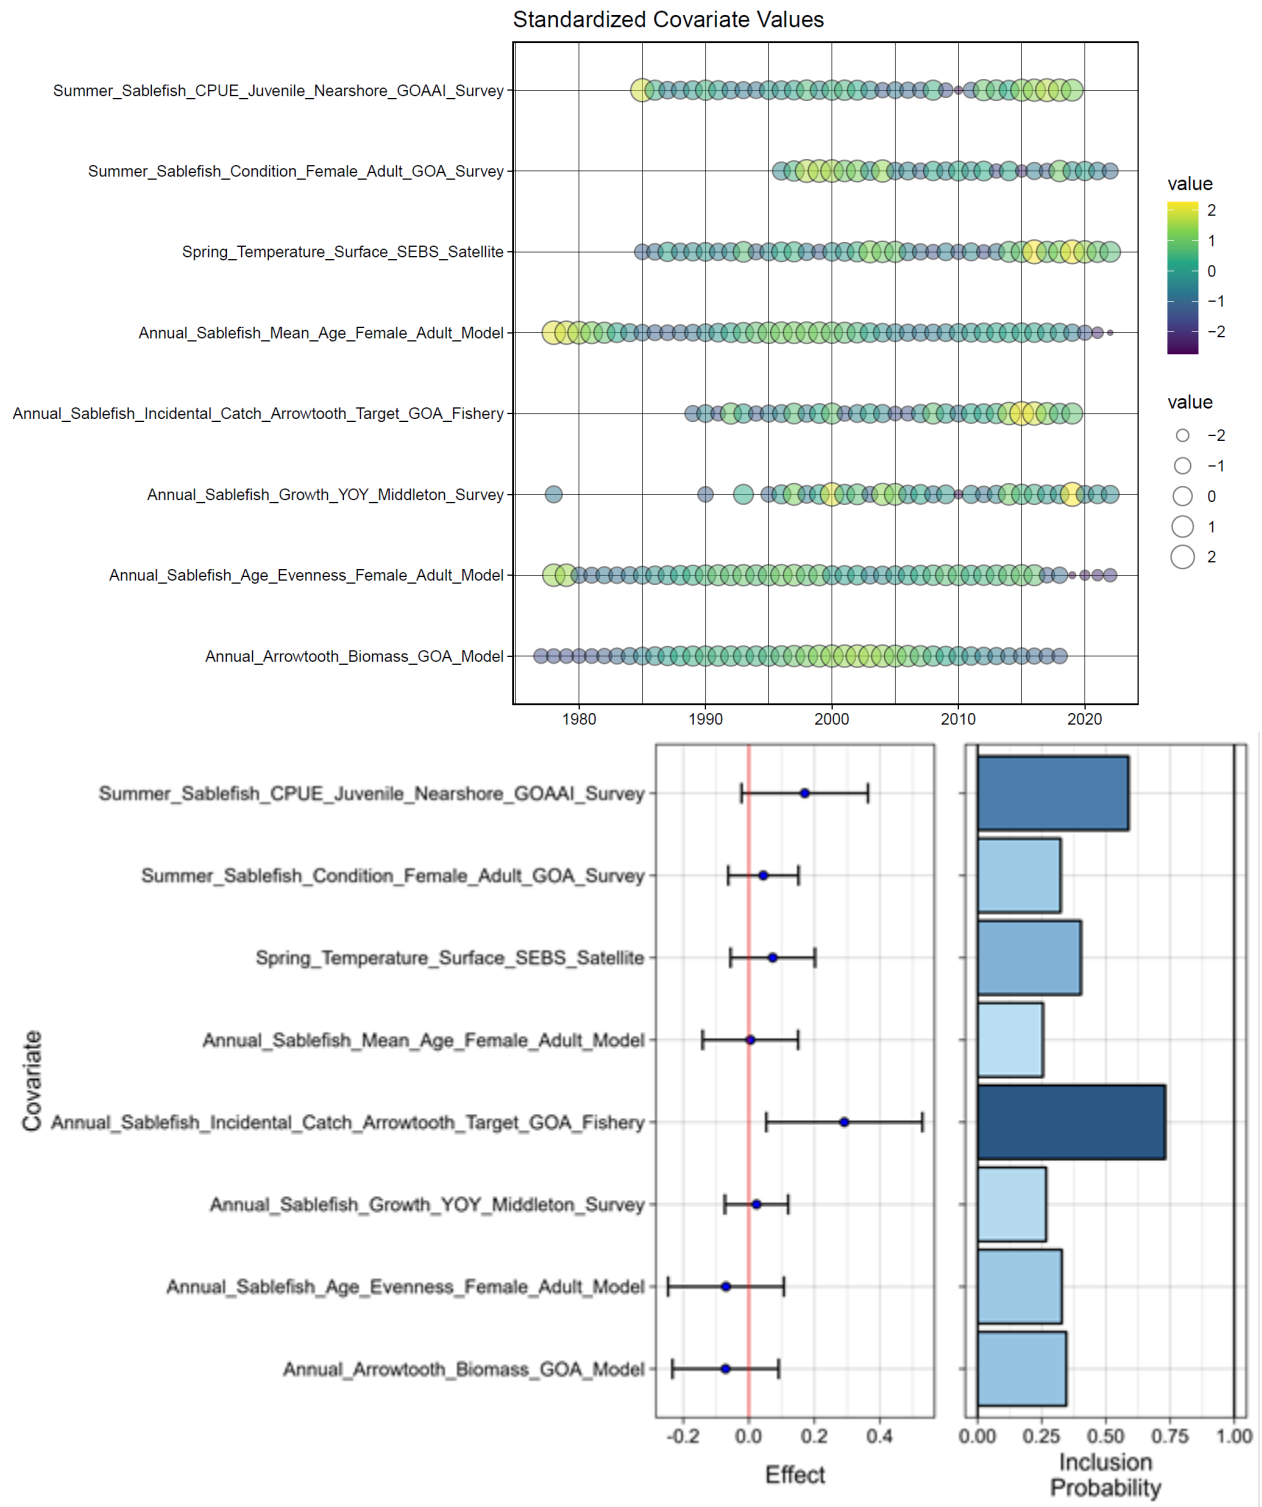 Standardized Covariate Values
Summer_Sablefish_CPUE_Juvenile_Nearshore_GOAAI_Survey
Summer_Sablefish_Condition_Female_Adult_GOA_Survey
Spring_Temperature_Surface_SEBS_Satellite
Annual_Sablefish_Mean_Age_Female_Adult_Model
Annual_Sablefish_Incidental_Catch_Arrowtooth_Target_GOA_Fishery
Annual_Sablefish_Growth_YOY_Middleton_Survey
Annual_Sablefish_Age_Evenness_Female_Adult_Model
Annual_Arrowtooth_Biomass_GOA_Model
1980 1990 2000 2010 2020
value
2
1
0
−1
−2
value
−2
−1
0
1
2
Covariate
Summer_Sablefish_CPUE_Juvenile_Nearshore_GOAAI_Survey
Summer_Sablefish_Condition_Female_Adult_GOA_Survey
Spring_Temperature_Surface_SEBS_Satellite
Annual_Sablefish_Mean_Age_Female_Adult_Model
Annual_Sablefish_Incidental_Catch_Arrowtooth_Target_GOA_Fishery
Annual_Sablefish_Growth_YOY_Middleton_Survey
Annual_Sablefish_Age_Evenness_Female_Adult_Model
Annual_Arrowtooth_Biomass_GOA_Model
-0.2 0.0 0.2 0.4
Effect
0.00 0.25 0.50 0.75 1.00
Inclusion
Probability